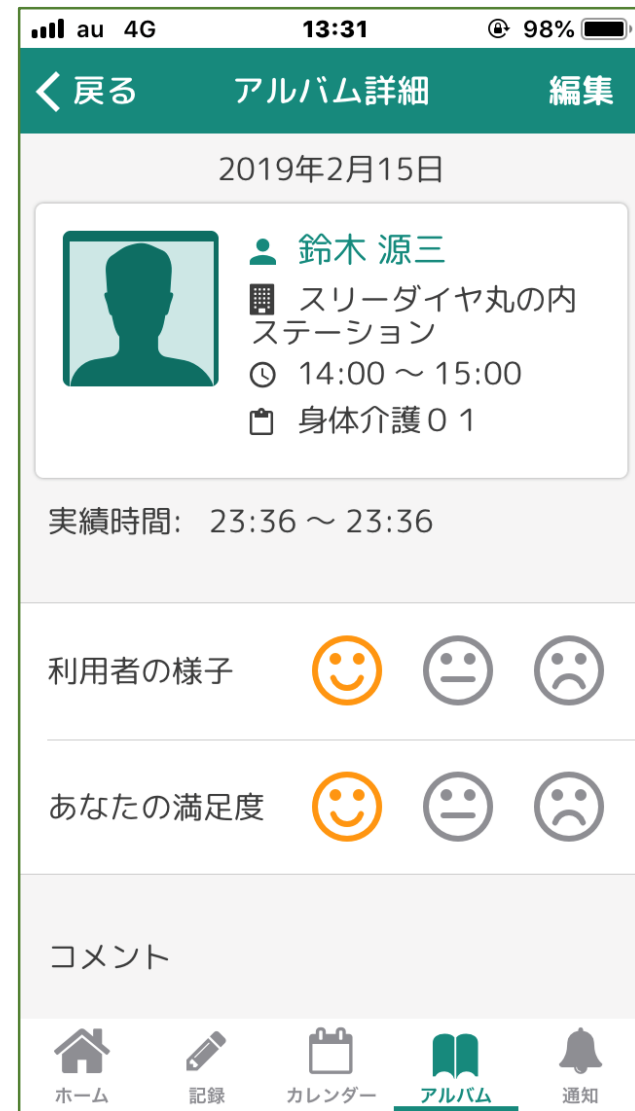 au 4G 13:31 98%
戻る アルバム詳細 編集
2019年2月15日
鈴木 源三
スリーダイヤ丸の内
ステーション
14:00 ～ 15:00
身体介護０１
実績時間: 23:36 ～ 23:36
利用者の様子
あなたの満足度
コメント
ホーム 記録 カレンダー アルバム 通知